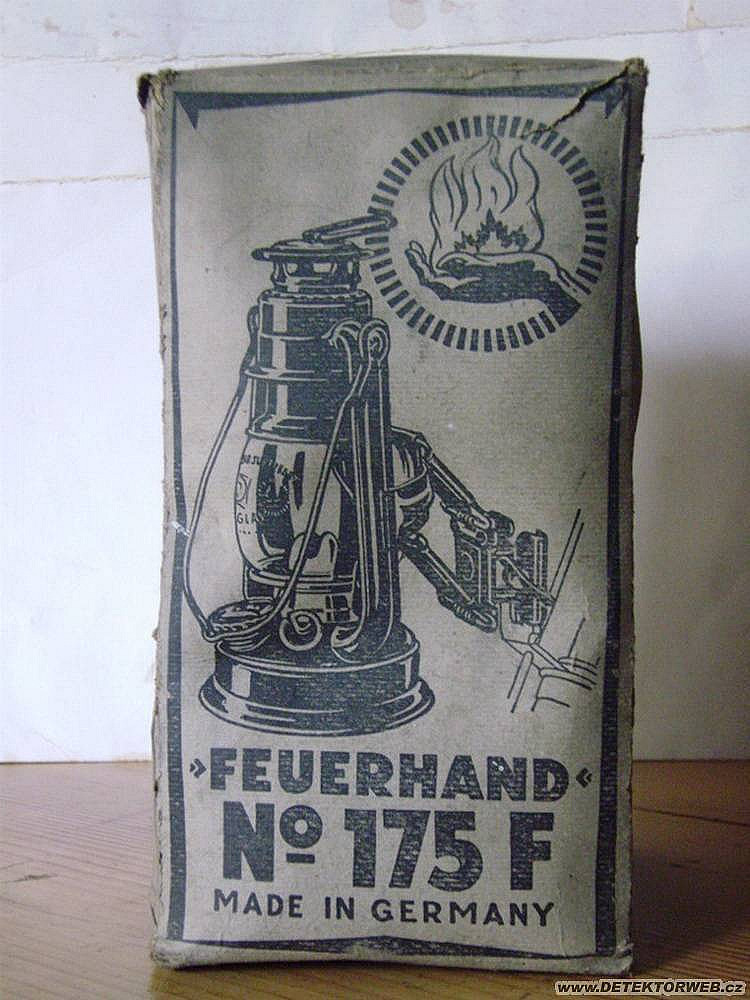 »FEUERHAND«
Nº 175 F
MADE IN GERMANY
www.DETEKTORWEB.cz